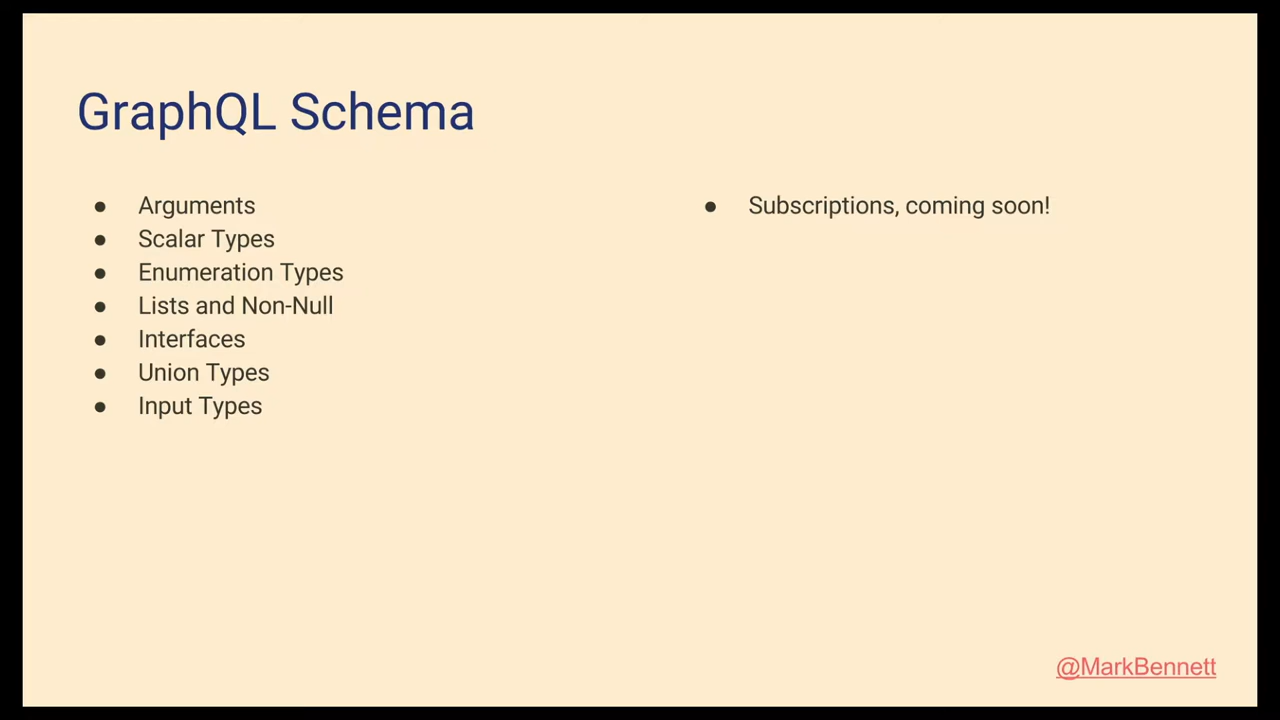 GraphQL Schema
● Arguments
● Scalar Types
● Enumeration Types
● Lists and Non-Null
● Interfaces
● Union Types
● Input Types
● Subscriptions, coming soon!
@MarkBennett